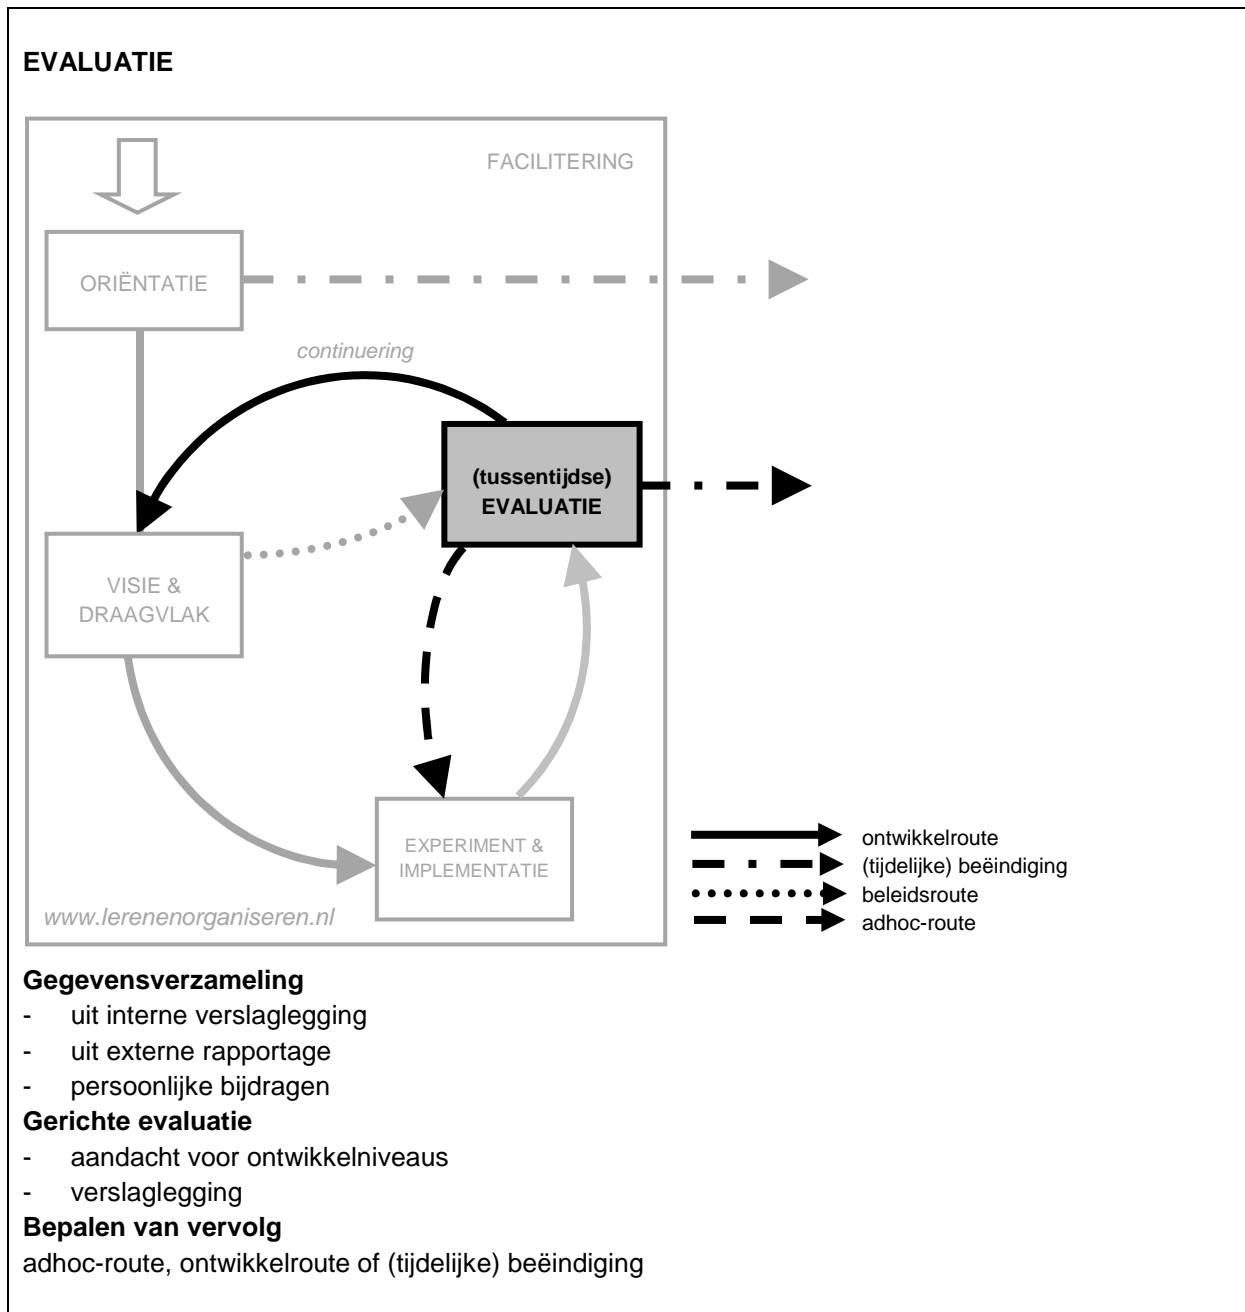 EVALUATIE
FACILITERING
ORIËNTATIE
continuering
(tussentijdse)
EVALUATIE
VISIE &
DRAAGVLAK
EXPERIMENT &
IMPLEMENTATIE
www.lerenenorganiseren.nl
ontwikkelroute
(tijdelijke) beëindiging
beleidsroute
adhoc-route
Gegevensverzameling
- uit interne verslaglegging
- uit externe rapportage
- persoonlijke bijdragen
Gerichte evaluatie
- aandacht voor ontwikkelniveaus
- verslaglegging
Bepalen van vervolg
adhoc-route, ontwikkelroute of (tijdelijke) beëindiging